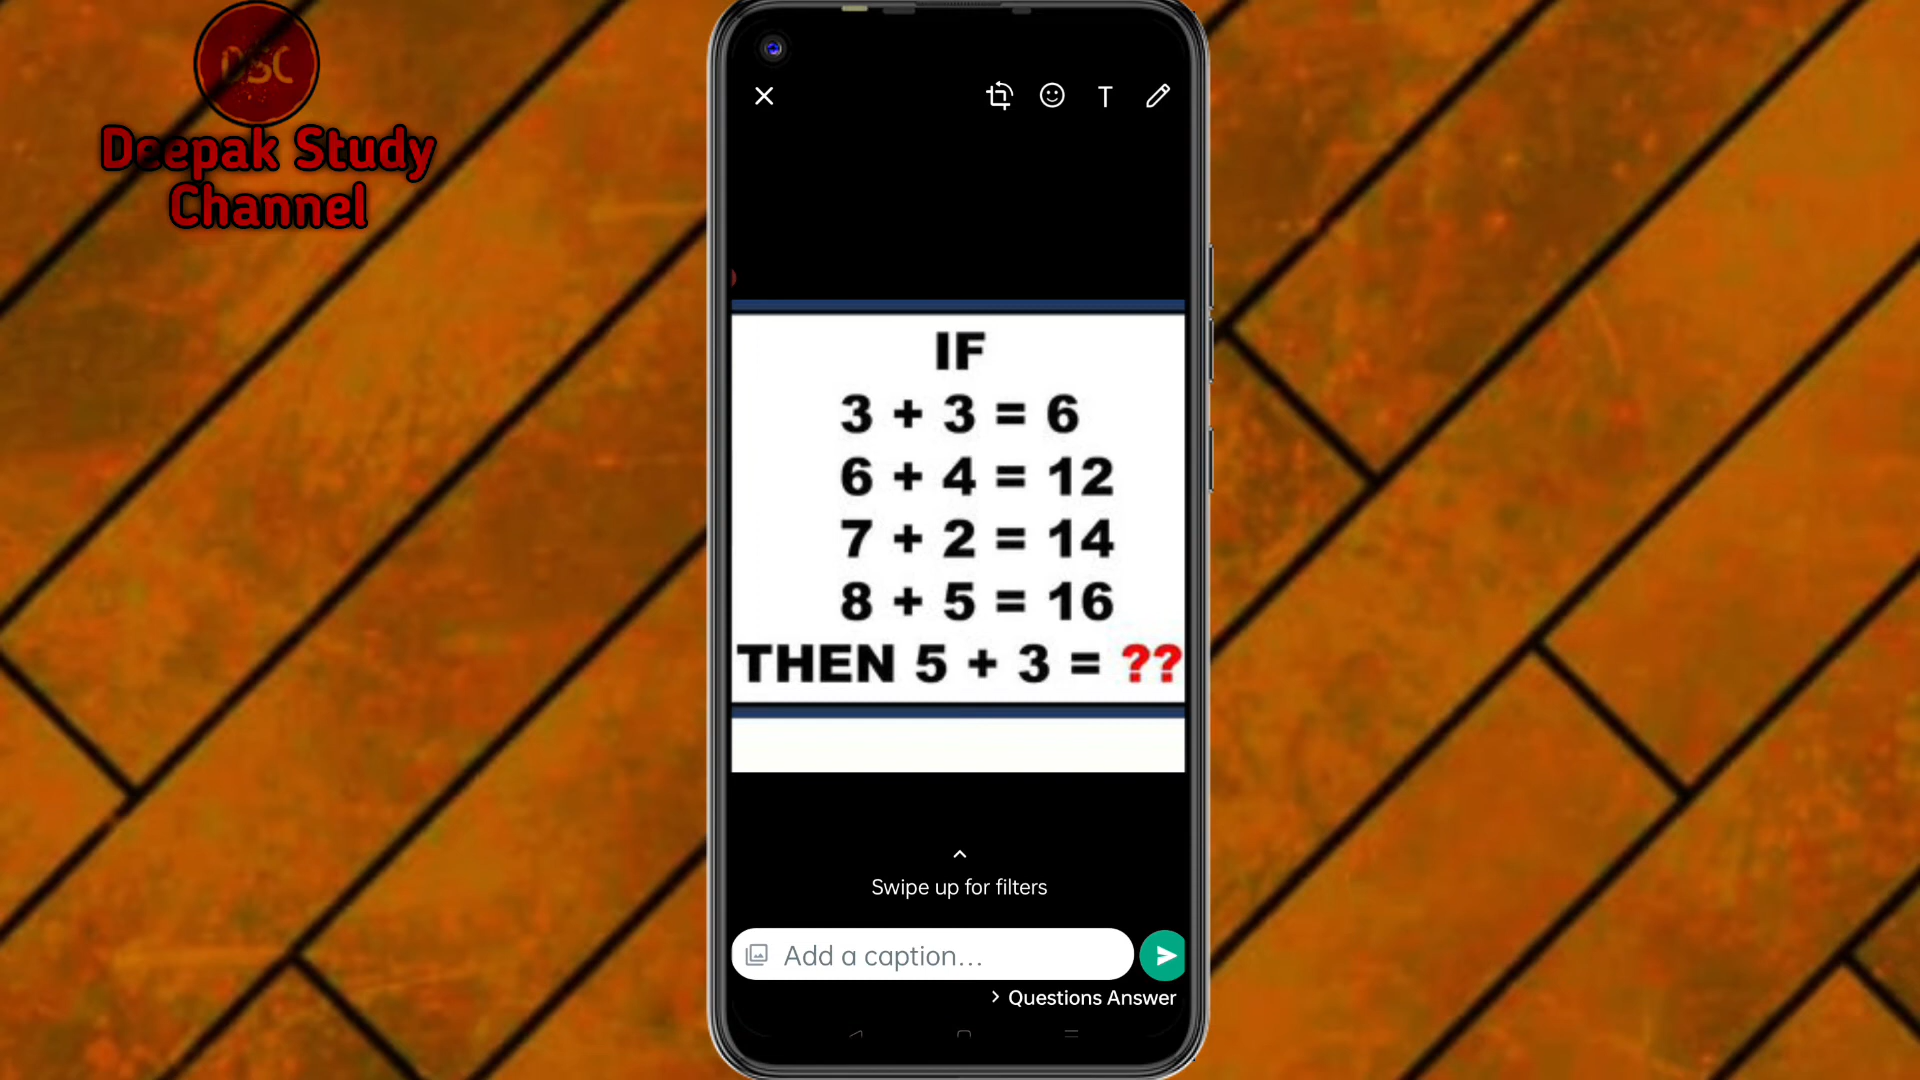 DSC
Deepak Study
Channel
T
IF
3 + 3 = 6
6 + 4 = 12
7 + 2 = 14
8 + 5 = 16
THEN 5 + 3 = ??
Swipe up for filters
Add a caption...
> Questions Answer